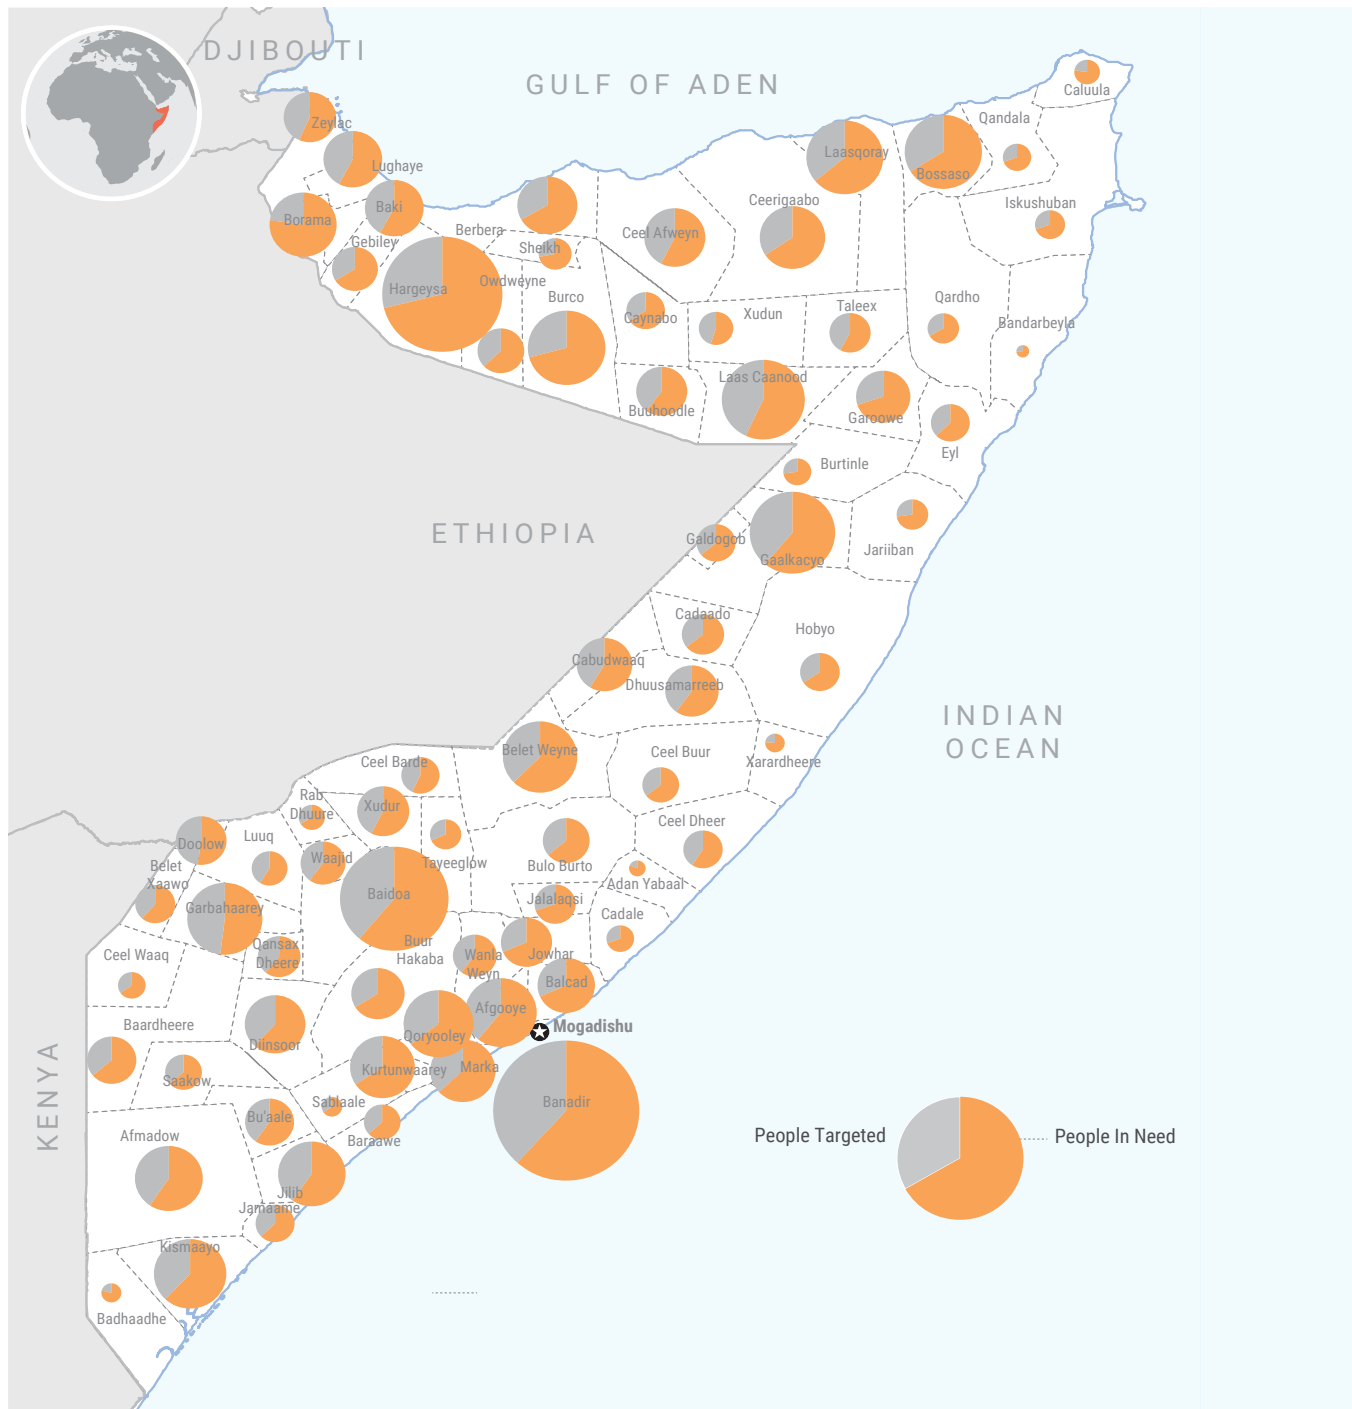 DJIBOUTI
GULF OF ADEN
Caluula
Qandala
Zeylac
Laasqoray
Bossaso
Lughaye
Iskushuban
Ceerigaabo
Baki
Borama
Berbera
Ceel Afweyn
Gebiley
Sheikh
Owdweyne
Hargeysa
Burco
Qardho
Taleex
Xudun
Caynabo
Bandarbeyla
Laas Caanood
Buuhoodle
Garoowe
Eyl
Burtinle
ETHIOPIA
Galdogob
Jariiban
Gaalkacyo
Cadaado
Hobyo
Cabudwaaq
Dhuusamarreeb
INDIAN
OCEAN
Belet Weyne
Ceel Buur
Xarardheere
Ceel Barde
Rab
Dhuure
Xudur
Ceel Dheer
Luuq
Doolow
Waajid
Tayeeglow
Bulo Burto
Belet
Xaawo
Adan Yabaal
Baidoa
Jalalaqsi
Garbahaarey
Cadale
Qansax
Dheere
Buur
Hakaba
Ceel Waaq
Wanla
Weyn
Jowhar
Balcad
Afgooye
Baardheere
Mogadishu
Qoryooley
Diinsoor
KENYA
Marka
Kurtunwaarey
Saakow
Sablaale
Banadir
Bu'aale
Afmadow
Baraawe
People Targeted
People In Need
Jilib
Jamaame
Kismaayo
Badhaadhe